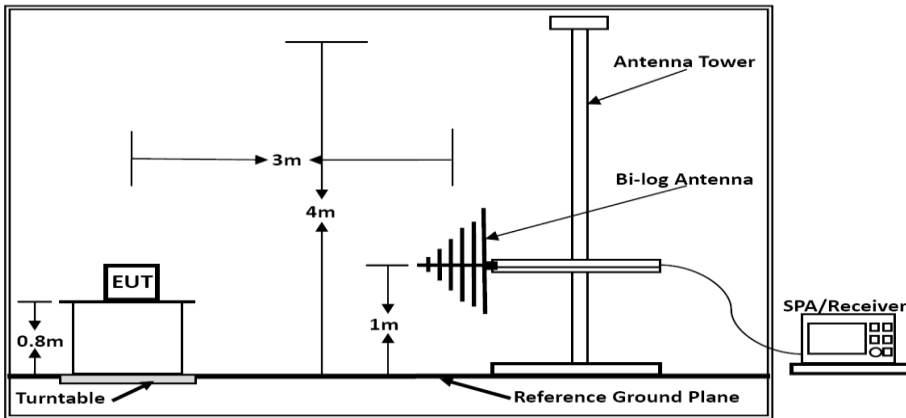 Antenna Tower
3m
Bi-log Antenna
4m
EUT
SPA/Receiver
0.8m
1m
Turntable
Reference Ground Plane